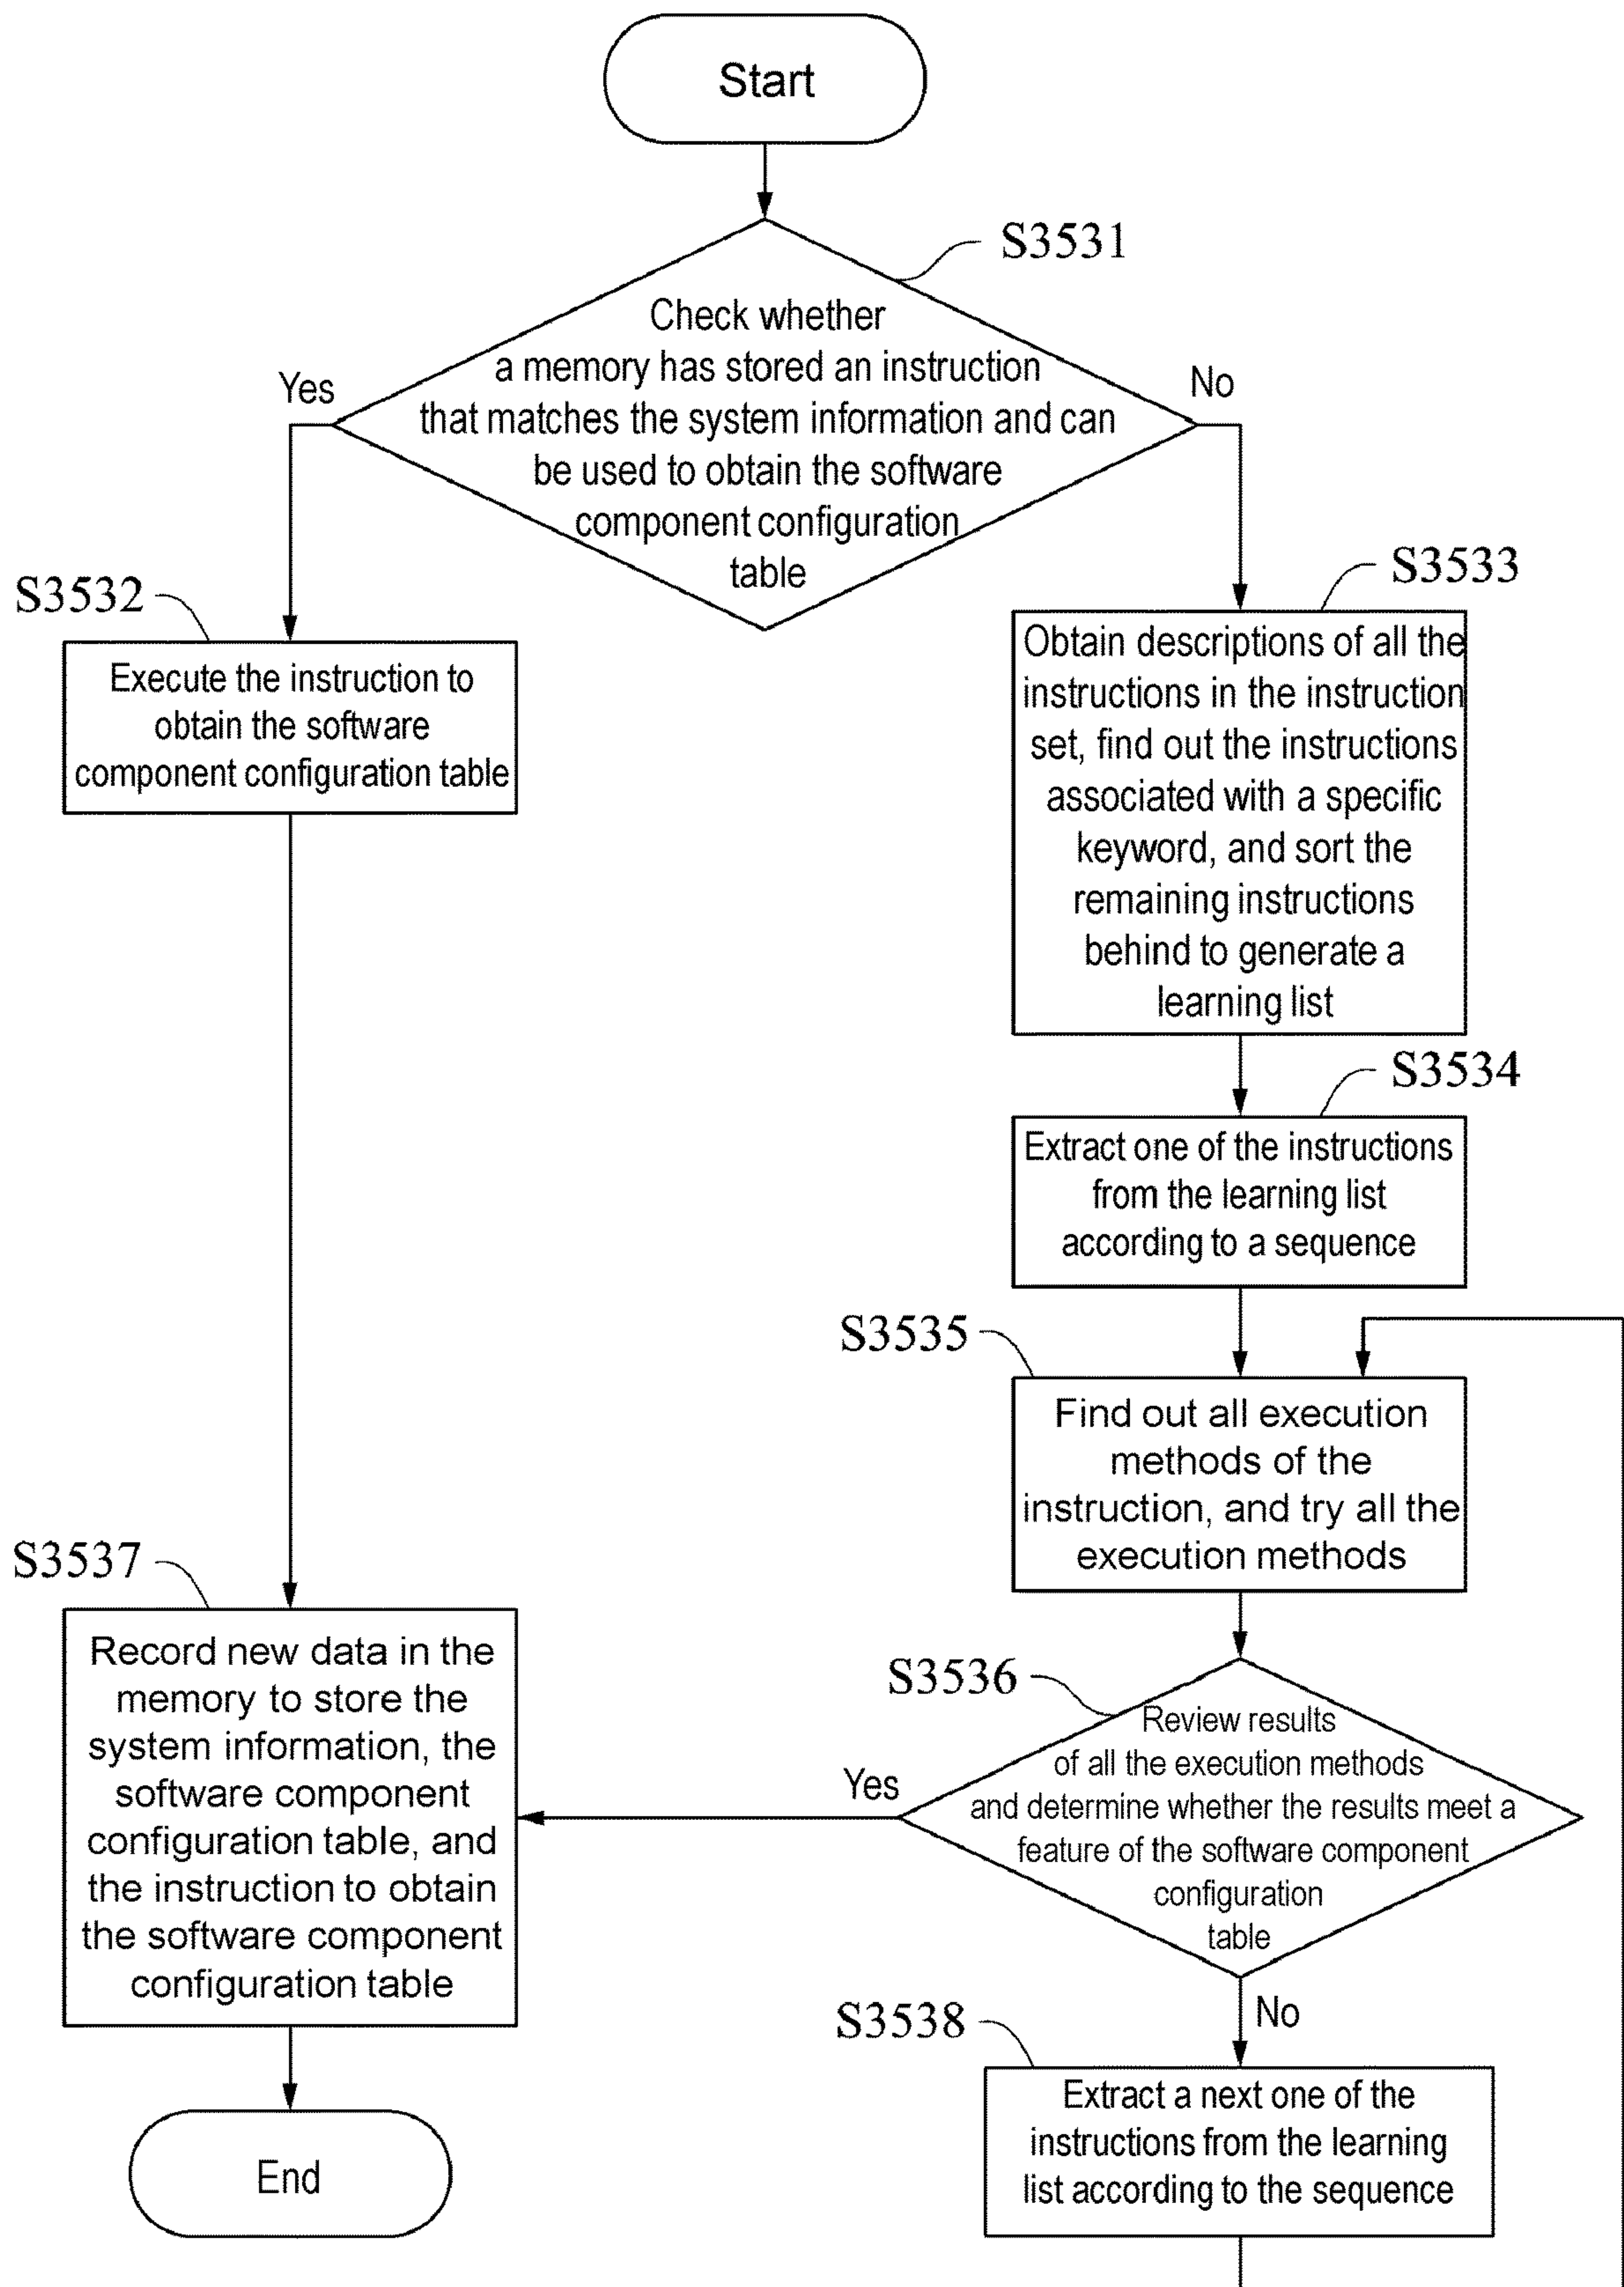 Start
S3531
Check whether
a memory has stored an instruction
that matches the system information and can
be used to obtain the software
component configuration
table
Yes
No
S3532
Execute the instruction to
obtain the software
component configuration table
S3533
Obtain descriptions of all the
instructions in the instruction
set, find out the instructions
associated with a specific
keyword, and sort the
remaining instructions
behind to generate a
learning list
S3534
Extract one of the instructions
from the learning list
according to a sequence
S3535
Find out all execution
methods of the
instruction, and try all the
execution methods
S3536
Review results
of all the execution methods
and determine whether the results meet a
feature of the software component
configuration
table
Yes
No
S3537
Record new data in the
memory to store the
system information, the
software component
configuration table, and
the instruction to obtain
the software component
configuration table
S3538
Extract a next one of the
instructions from the learning
list according to the sequence
End